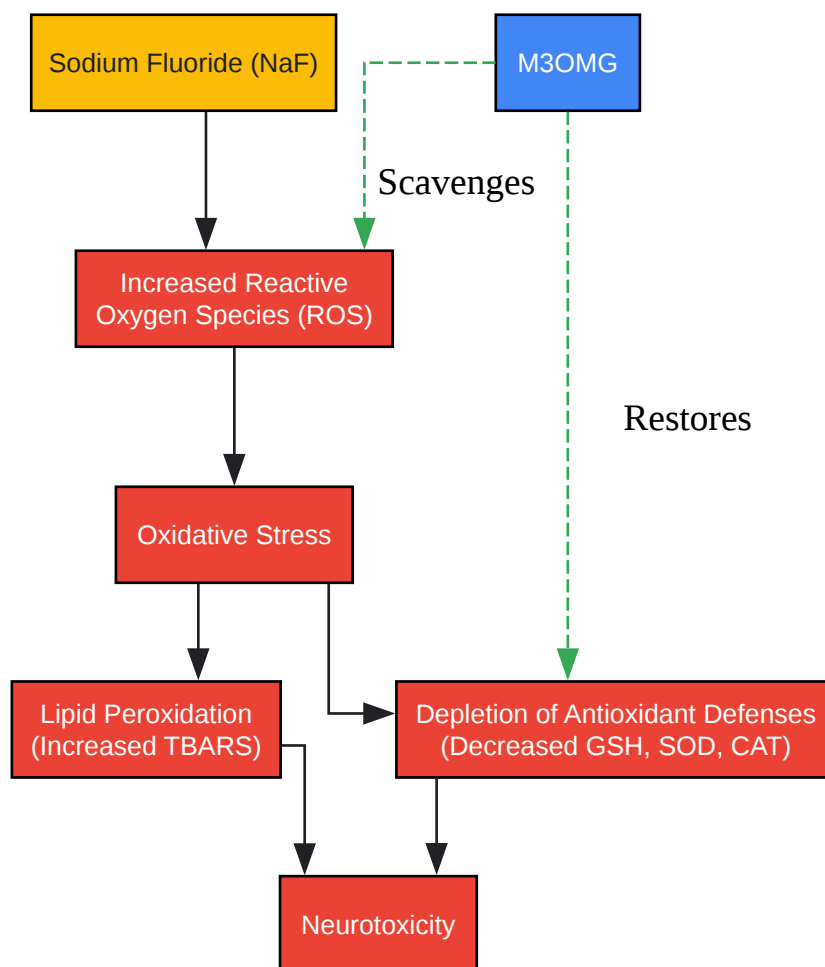 Sodium Fluoride (NaF)
M3OMG
Scavenges
Increased Reactive
Oxygen Species (ROS)
Restores
Oxidative Stress
Lipid Peroxidation
(Increased TBARS)
Depletion of Antioxidant Defenses
(Decreased GSH, SOD, CAT)
Neurotoxicity